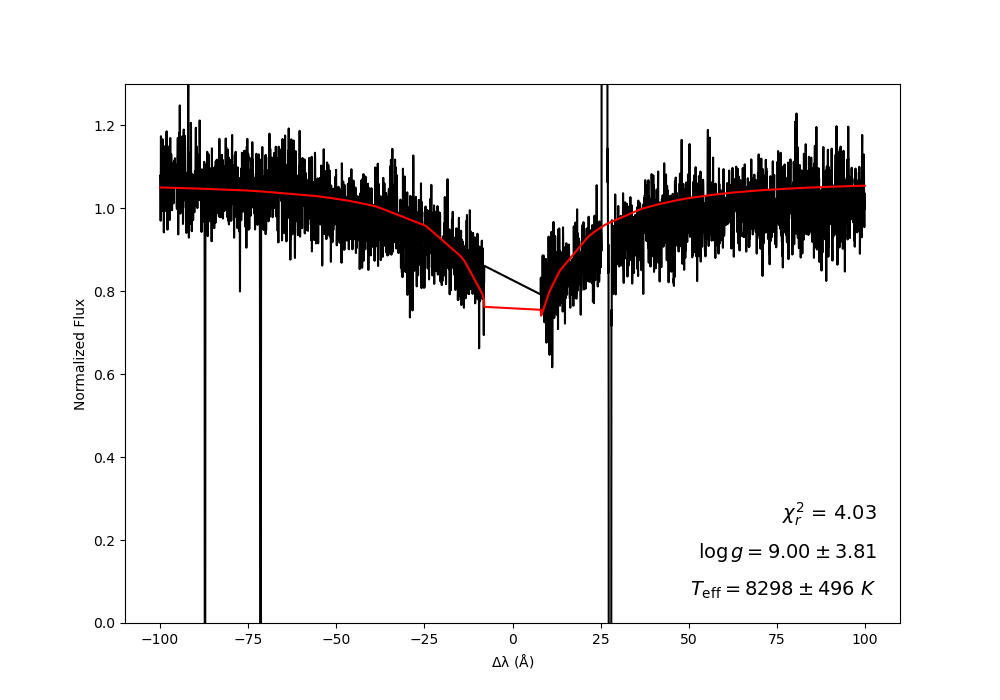 1.2
1.0
0.8
0.6
0.4
0.2
0.0
Normalized Flux
χ²ᵣ = 4.03
log g = 9.00 ± 3.81
T_eff = 8298 ± 496 K
−100 −75 −50 −25 0 25 50 75 100
Δλ (Å)